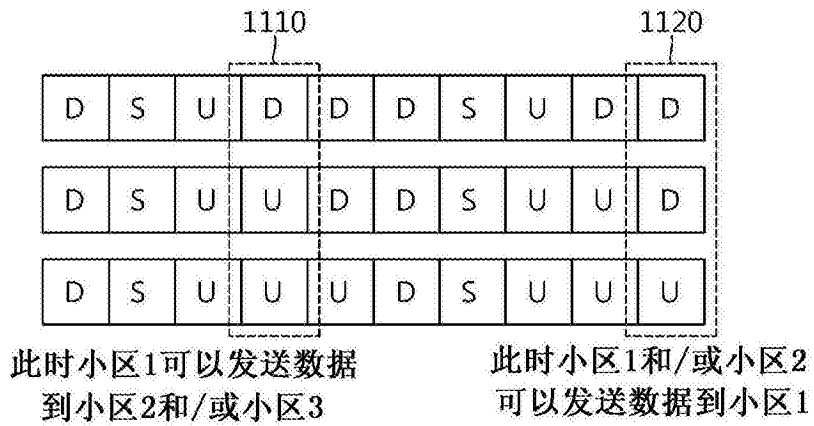 1110 1120
D S U D D D S U D D
D S U U D D S U U D
D S U U U D S U U U
此时小区1可以发送数据
到小区2和/或小区3
此时小区1和/或小区2
可以发送数据到小区1